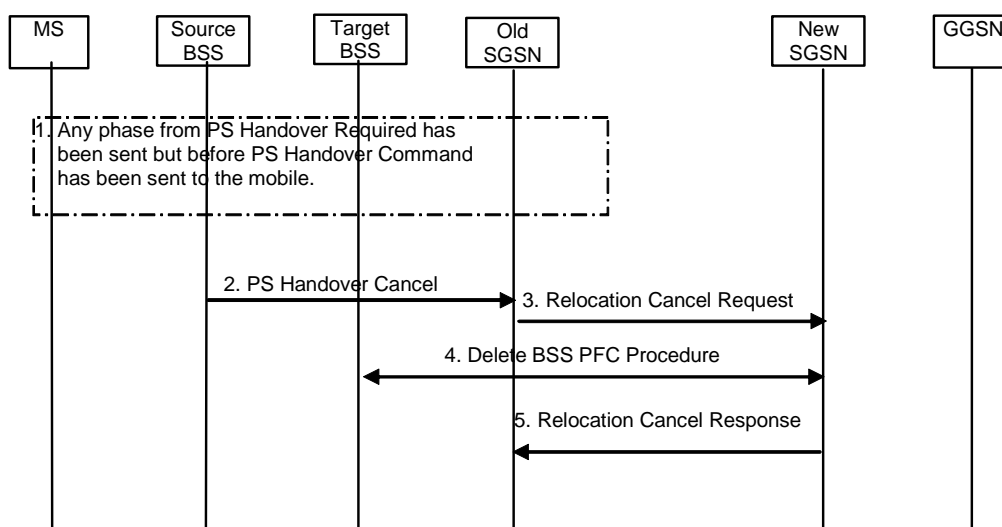 MS
Source
BSS
Target
BSS
Old
SGSN
New
SGSN
GGSN
1. Any phase from PS Handover Required has
been sent but before PS Handover Command
has been sent to the mobile.
2. PS Handover Cancel
3. Relocation Cancel Request
4. Delete BSS PFC Procedure
5. Relocation Cancel Response